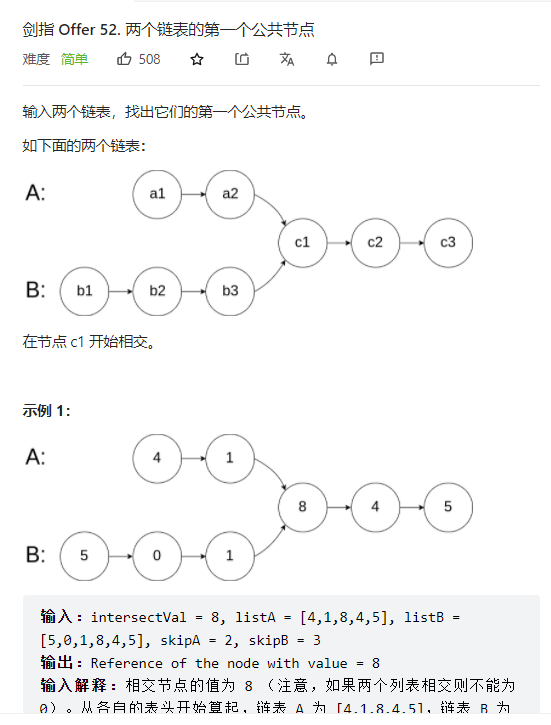 剑指 Offer 52. 两个链表的第一个公共节点
难度 简单 508
输入两个链表，找出它们的第一个公共节点。
如下面的两个链表：
A: a1 a2
c1 c2 c3
B: b1 b2 b3
在节点 c1 开始相交。
示例 1：
A: 4 1
8 4 5
B: 5 0 1
输入：intersectVal = 8, listA = [4,1,8,4,5], listB =
[5,0,1,8,4,5], skipA = 2, skipB = 3
输出：Reference of the node with value = 8
输入解释：相交节点的值为 8 （注意，如果两个列表相交则不能为
0）。从各自的表头开始算起，链表 A 为 [4,1,8,4,5]，链表 B 为